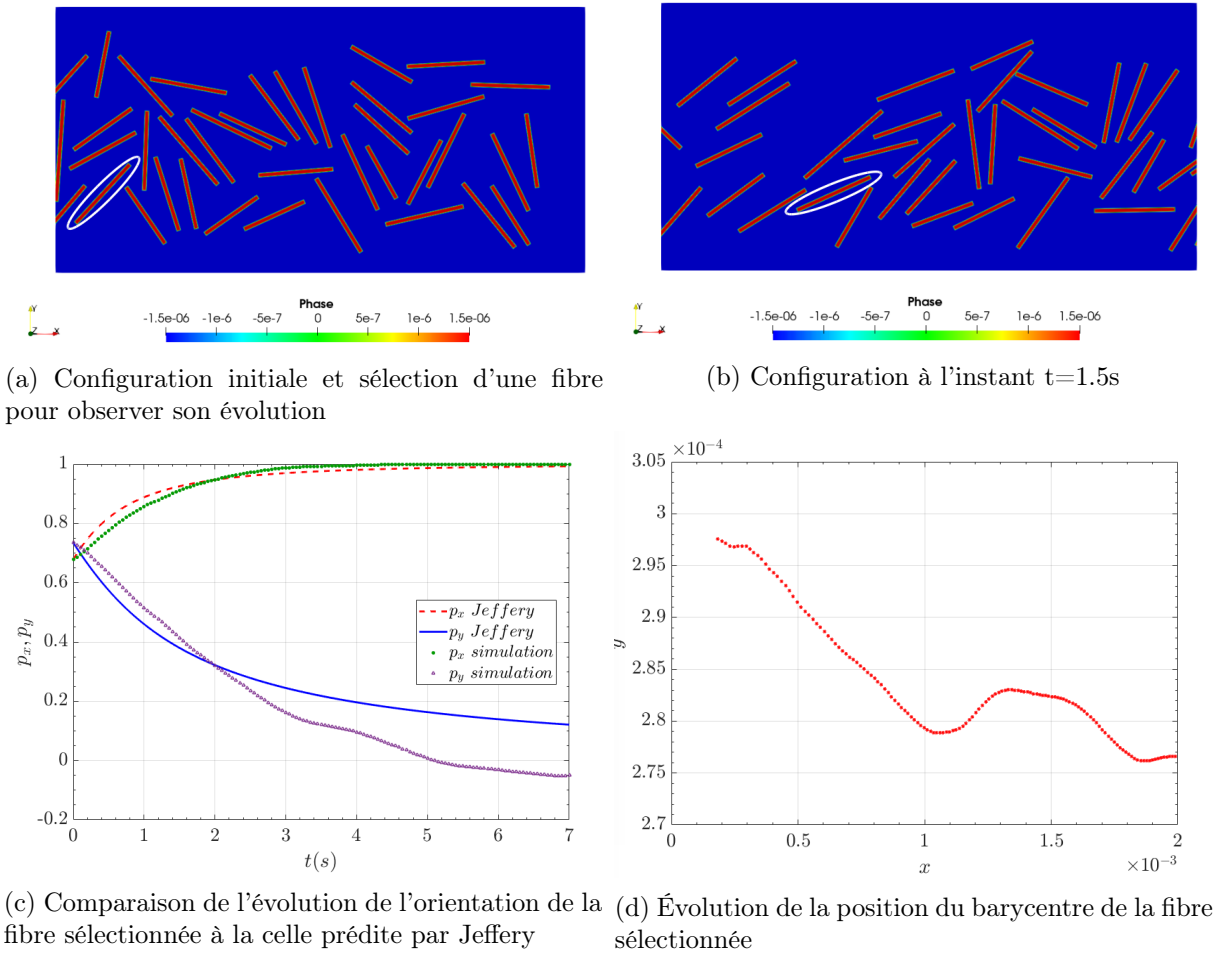 Y
Z X
Phase
-1.5e-06 -1e-6 -5e-7 0 5e-7 1e-6 1.5e-06
(a) Configuration initiale et sélection d'une fibre
pour observer son évolution
Y
Z X
Phase
-1.5e-06 -1e-6 -5e-7 0 5e-7 1e-6 1.5e-06
(b) Configuration à l'instant t=1.5s
1
0.8
0.6
0.4
0.2
0
-0.2
p_x, p_y
p_x Jeffery
p_y Jeffery
p_x simulation
p_y simulation
0 1 2 3 4 5 6 7
t(s)
(c) Comparaison de l'évolution de l'orientation de la
fibre sélectionnée à la celle prédite par Jeffery
×10⁻⁴
3.05
3
2.95
2.9
2.85
2.8
2.75
2.7
y
0 0.5 1 1.5 2
x
×10⁻³
(d) Évolution de la position du barycentre de la fibre
sélectionnée